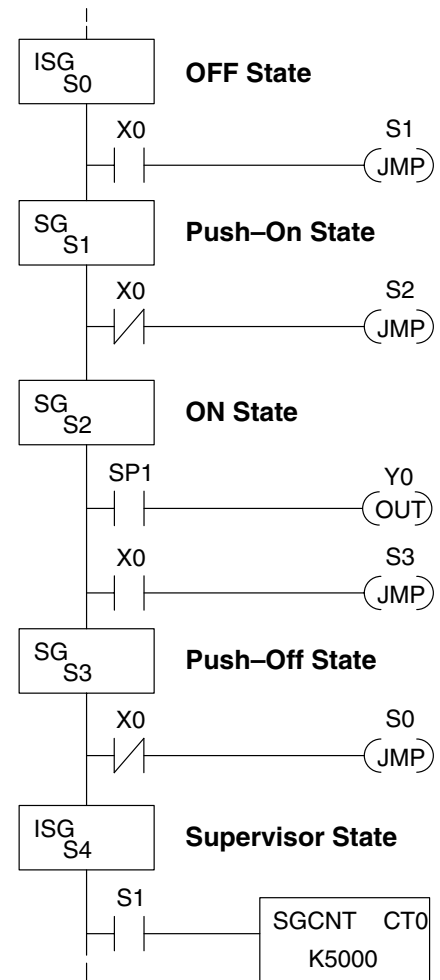 ISG
S0
OFF State
X0
S1
JMP
SG
S1
Push–On State
X0
S2
JMP
SG
S2
ON State
SP1
Y0
OUT
X0
S3
JMP
SG
S3
Push–Off State
X0
S0
JMP
ISG
S4
Supervisor State
S1
SGCNT CT0
K5000